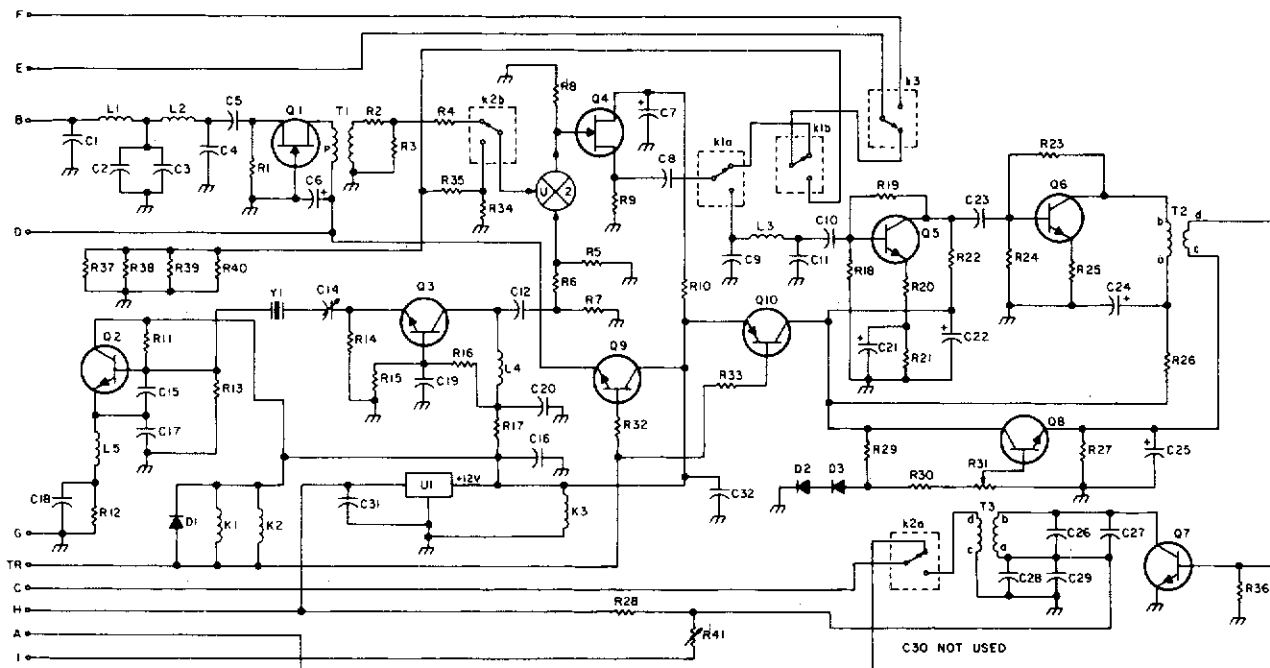 F
E
B
D
G
TR
C
H
A
I
L1
L2
C5
Q1
T1
R2
R4
K2b
R8
Q4
C7
k1a
k1b
k3
R23
C1
C2
C3
C4
R1
P
C6
R3
R35
R34
U 2
R9
C8
R19
C23
Q6
T2
b
d
a
c
L3
C10
Q5
C9
C11
R18
R20
R22
R24
R25
C24
R37
R38
R39
R40
R5
R6
R10
Y1
C14
Q3
C12
R7
Q10
C21
R21
C22
R26
Q2
R11
R14
R16
L4
Q9
R33
C15
R13
R15
C19
C20
R32
C17
L5
R17
C16
R29
Q8
R27
C25
D2
D3
R30
R31
C18
R12
D1
K1
K2
C31
U1
+12V
K3
C32
k2a
T3
d
b
c
a
C26
C27
Q7
C28
C29
R36
R28
R41
C30 NOT USED